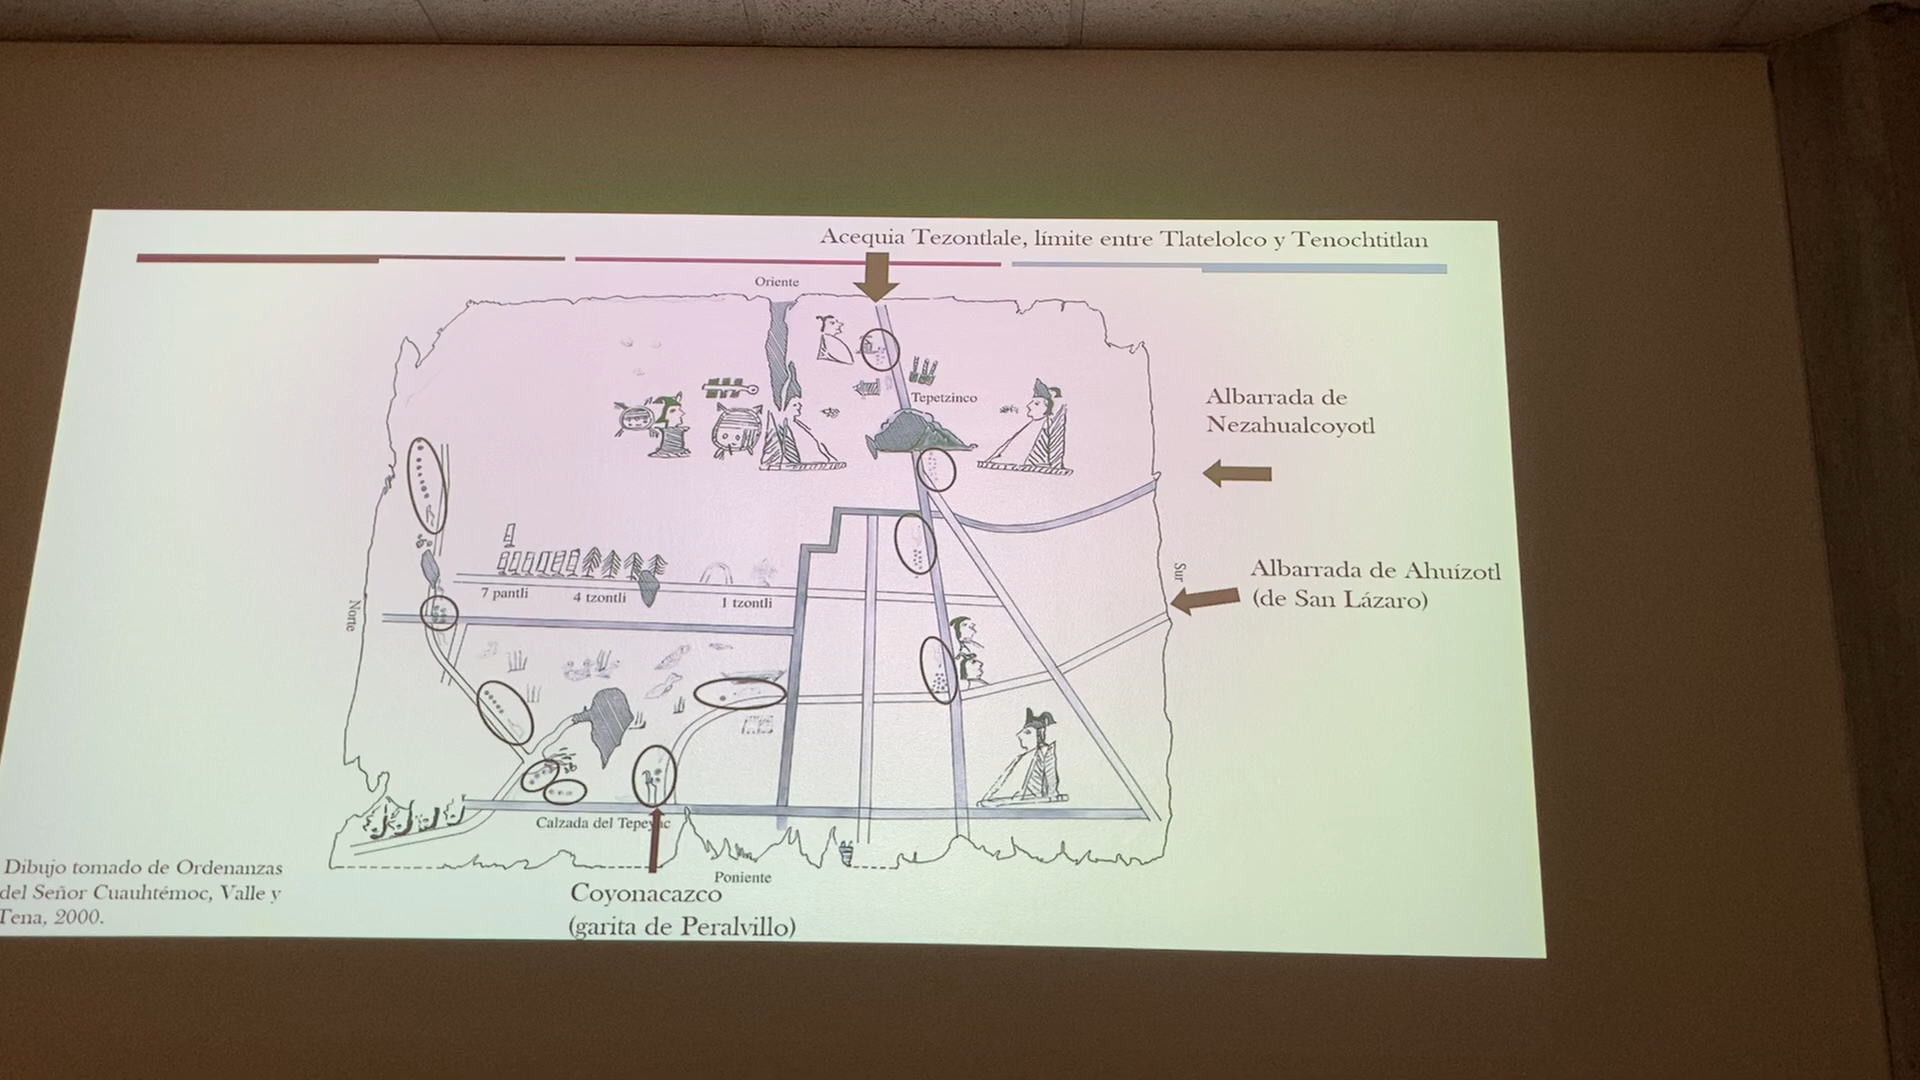 Acequia Tezontlale, límite entre Tlatelolco y Tenochtitlan
Oriente
Tepetzinco
Albarrada de
Nezahualcoyotl
Albarrada de Ahuízotl
(de San Lázaro)
Sur
Norte
7 pantli
4 tzontli
1 tzontli
Calzada del Tepeyac
Poniente
Coyonacazco
(garita de Peralvillo)
Dibujo tomado de Ordenanzas
del Señor Cuauhtémoc, Valle y
Tena, 2000.